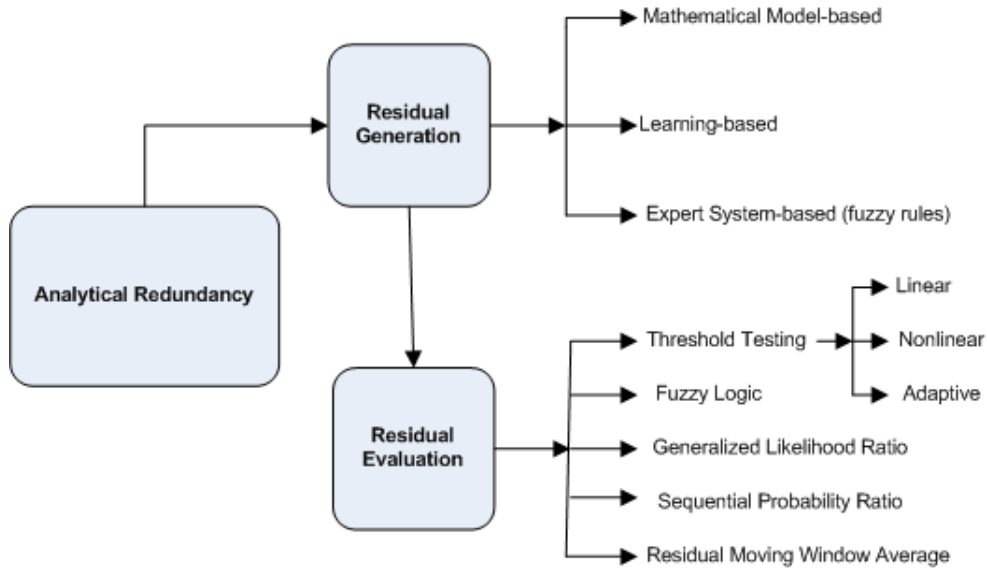 Mathematical Model-based
Residual
Generation
Learning-based
Expert System-based (fuzzy rules)
Analytical Redundancy
Linear
Threshold Testing
Nonlinear
Fuzzy Logic
Adaptive
Residual
Evaluation
Generalized Likelihood Ratio
Sequential Probability Ratio
Residual Moving Window Average